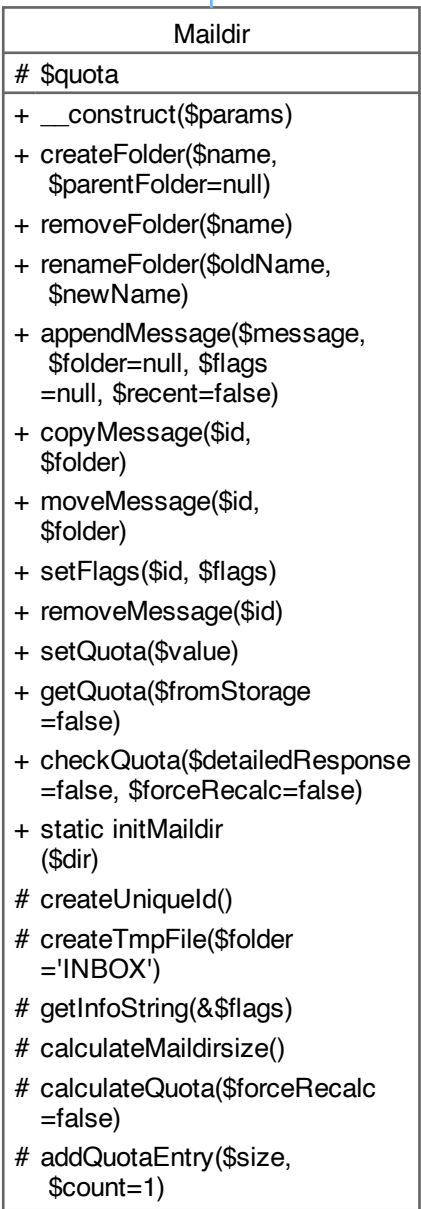 Maildir
# $quota
+ __construct($params)
+ createFolder($name,
$parentFolder=null)
+ removeFolder($name)
+ renameFolder($oldName,
$newName)
+ appendMessage($message,
$folder=null, $flags
=null, $recent=false)
+ copyMessage($id,
$folder)
+ moveMessage($id,
$folder)
+ setFlags($id, $flags)
+ removeMessage($id)
+ setQuota($value)
+ getQuota($fromStorage
=false)
+ checkQuota($detailedResponse
=false, $forceRecalc=false)
+ static initMaildir
($dir)
# createUniqueId()
# createTmpFile($folder
='INBOX')
# getInfoString(&$flags)
# calculateMaildirsize()
# calculateQuota($forceRecalc
=false)
# addQuotaEntry($size,
$count=1)